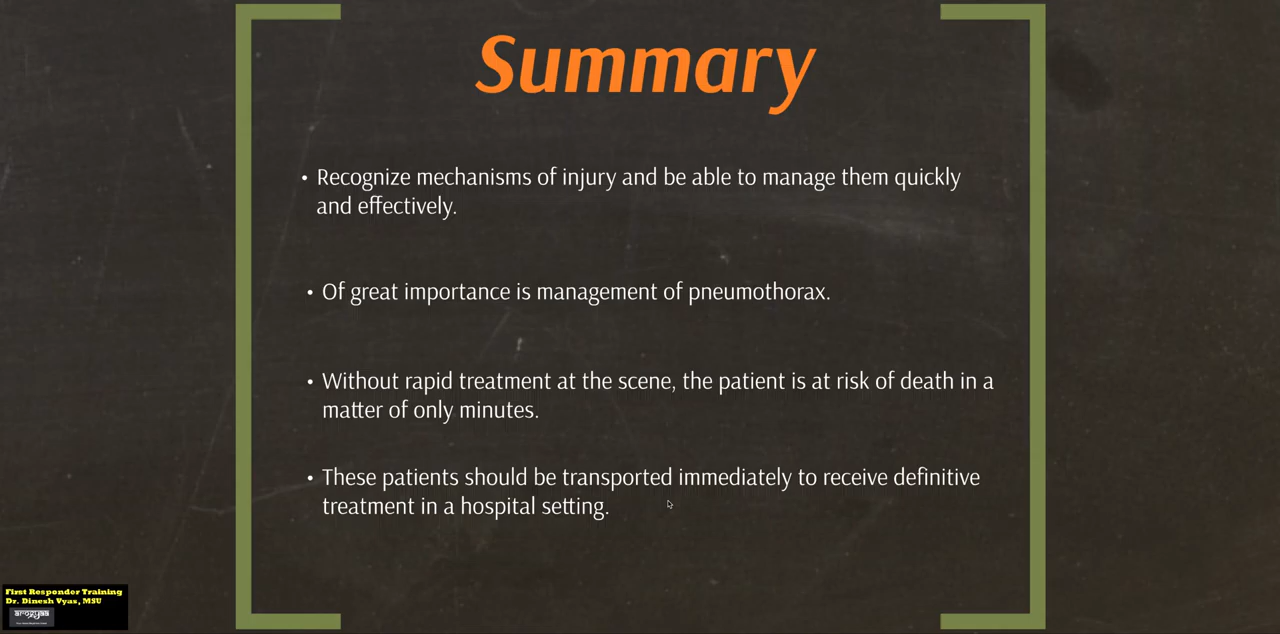 Summary
• Recognize mechanisms of injury and be able to manage them quickly
and effectively.
• Of great importance is management of pneumothorax.
• Without rapid treatment at the scene, the patient is at risk of death in a
matter of only minutes.
• These patients should be transported immediately to receive definitive
treatment in a hospital setting.
First Responder Training
Dr. Dinesh Vyas, MSU